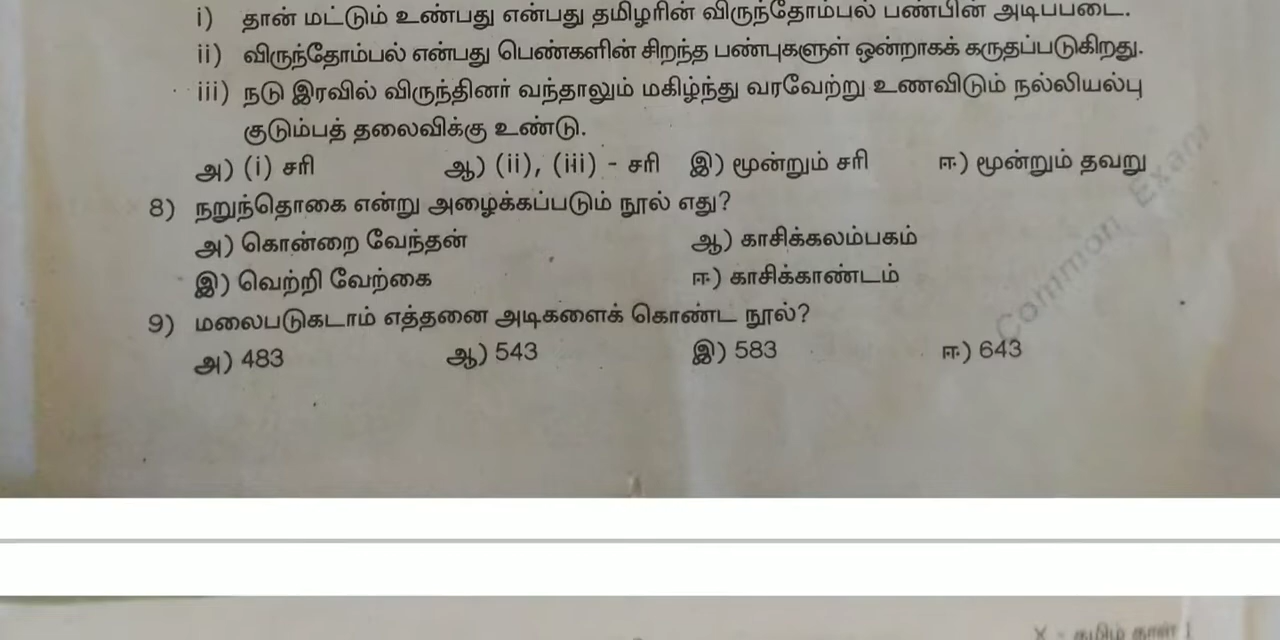 i) தான் மட்டும் உண்பது என்பது தமிழரின் விருந்தோம்பல் பண்பின் அடிப்படை.
ii) விருந்தோம்பல் என்பது பெண்களின் சிறந்த பண்புகளுள் ஒன்றாகக் கருதப்படுகிறது.
iii) நடு இரவில் விருந்தினர் வந்தாலும் மகிழ்ந்து வரவேற்று உணவிடும் நல்லியல்பு
குடும்பத் தலைவிக்கு உண்டு.
அ) (i) சரி ஆ) (ii), (iii) - சரி இ) மூன்றும் சரி ஈ) மூன்றும் தவறு
8) நறுந்தொகை என்று அழைக்கப்படும் நூல் எது?
அ) கொன்றை வேந்தன் ஆ) காசிக்கலம்பகம்
இ) வெற்றி வேற்கை ஈ) காசிக்காண்டம்
9) மலைபடுகடாம் எத்தனை அடிகளைக் கொண்ட நூல்?
அ) 483 ஆ) 543 இ) 583 ஈ) 643
Common Exam
X - தமிழ்